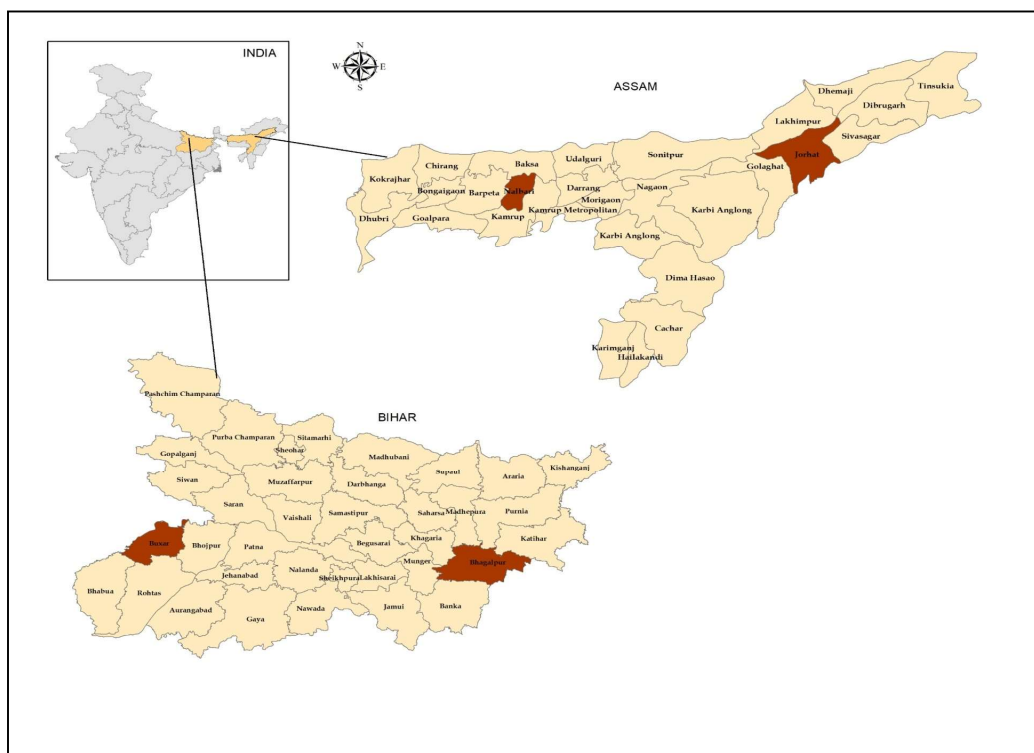 INDIA
N
W E
S
ASSAM
Tinsukia
Dhemaji
Dibrugarh
Lakhimpur
Sivasagar
Jorhat
Golaghat
Sonitpur
Udalguri
Baksa
Chirang
Kokrajhar
Bongaigaon
Barpeta
Nalbari
Darrang
Nagaon
Morigaon
Kamrup Metropolitan
Kamrup
Goalpara
Dhubri
Karbi Anglong
Karbi Anglong
Dima Hasao
Cachar
Karimganj
Hailakandi
BIHAR
Pashchim Champaran
Purba Champaran
Sitamarhi
Sheohar
Gopalganj
Madhubani
Supaul
Araria
Kishanganj
Siwan
Muzaffarpur
Darbhanga
Saran
Vaishali
Samastipur
Saharsa
Madhepura
Purnia
Buxar
Bhojpur
Patna
Begusarai
Khagaria
Katihar
Munger
Bhagalpur
Jehanabad
Nalanda
Sheikhpura
Lakhisarai
Bhabua
Rohtas
Aurangabad
Gaya
Nawada
Jamui
Banka